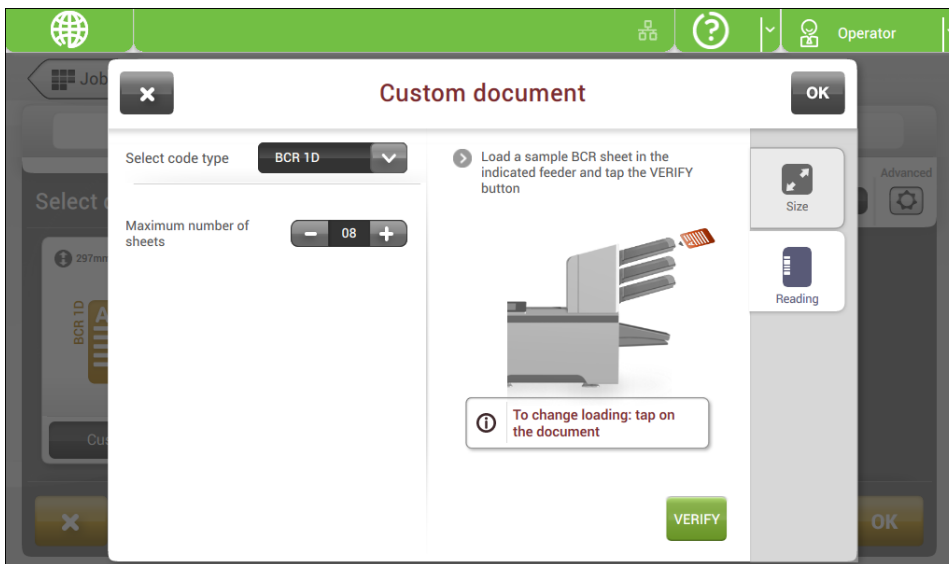 Operator
Job
Custom document
OK
Select code type
BCR 1D
Load a sample BCR sheet in the
indicated feeder and tap the VERIFY
button
Size
Advanced
Select
Maximum number of
sheets
08
297mm
BCR 1D
A
Reading
To change loading: tap on
the document
Cus
VERIFY
OK